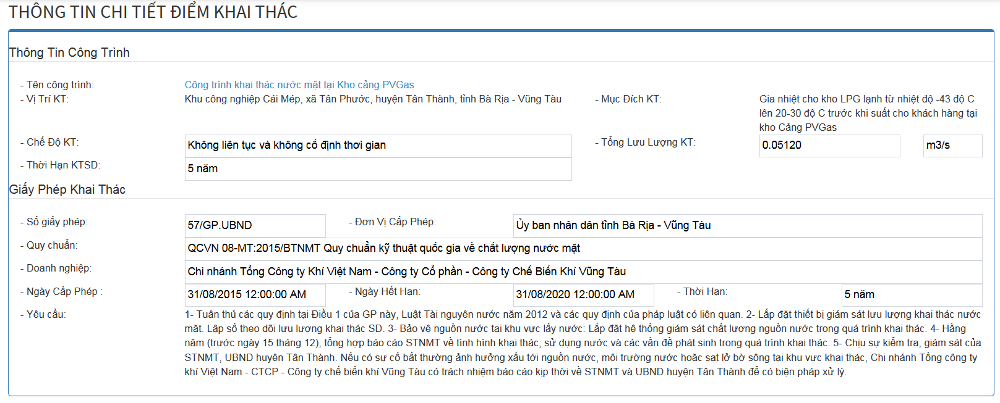 THÔNG TIN CHI TIẾT ĐIỂM KHAI THÁC
Thông Tin Công Trình
- Tên công trình: Công trình khai thác nước mặt tại Kho cảng PVGas
- Vị Trí KT: Khu công nghiệp Cái Mép, xã Tân Phước, huyện Tân Thành, tỉnh Bà Rịa - Vũng Tàu - Mục Đích KT: Gia nhiệt cho kho LPG lạnh từ nhiệt độ -43 độ C
lên 20-30 độ C trước khi suất cho khách hàng tại
kho Cảng PVGas
- Chế Độ KT: Không liên tục và không cố định thơi gian - Tổng Lưu Lượng KT: 0.05120 m3/s
- Thời Hạn KTSD: 5 năm
Giấy Phép Khai Thác
- Số giấy phép: 57/GP.UBND - Đơn Vị Cấp Phép: Ủy ban nhân dân tỉnh Bà Rịa - Vũng Tàu
- Quy chuẩn: QCVN 08-MT:2015/BTNMT Quy chuẩn kỹ thuật quốc gia về chất lượng nước mặt
- Doanh nghiệp: Chi nhánh Tổng Công ty Khí Việt Nam - Công ty Cổ phần - Công ty Chế Biến Khí Vũng Tàu
- Ngày Cấp Phép : 31/08/2015 12:00:00 AM - Ngày Hết Hạn: 31/08/2020 12:00:00 AM - Thời Hạn: 5 năm
- Yêu cầu: 1- Tuân thủ các quy định tại Điều 1 của GP này, Luật Tài nguyên nước năm 2012 và các quy định của pháp luật có liên quan. 2- Lắp đặt thiết bị giám sát lưu lượng khai thác nước
mặt. Lập sổ theo dõi lưu lượng khai thác SD. 3- Bảo vệ nguồn nước tại khu vực lấy nước: Lắp đặt hệ thống giám sát chất lượng nguồn nước trong quá trình khai thác. 4- Hằng
năm (trước ngày 15 tháng 12), tổng hợp báo cáo STNMT về tình hình khai thác, sử dụng nước và các vấn đề phát sinh trong quá trình khai thác. 5- Chịu sự kiểm tra, giám sát của
STNMT, UBND huyện Tân Thành. Nếu có sự cố bất thường ảnh hưởng xấu tới nguồn nước, môi trường nước hoặc sạt lở bờ sông tại khu vực khai thác, Chi nhánh Tổng công ty
khí Việt Nam - CTCP - Công ty chế biến khí Vũng Tàu có trách nhiệm báo cáo kịp thời về STNMT và UBND huyện Tân Thành để có biện pháp xử lý.